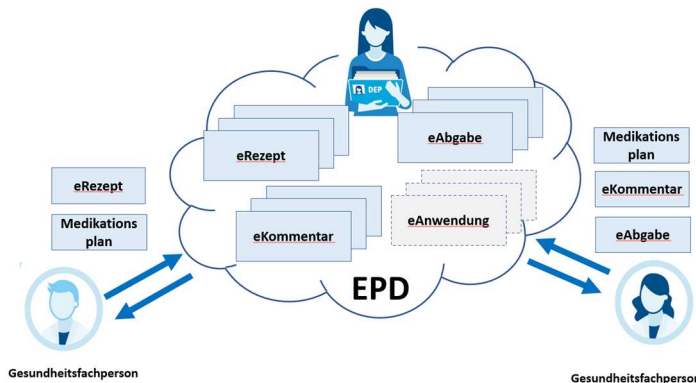 DEP
eRezept
eAbgabe
eKommentar
eAnwendung
EPD
eRezept
Medikations
plan
Gesundheitsfachperson
Medikations
plan
eKommentar
eAbgabe
Gesundheitsfachperson